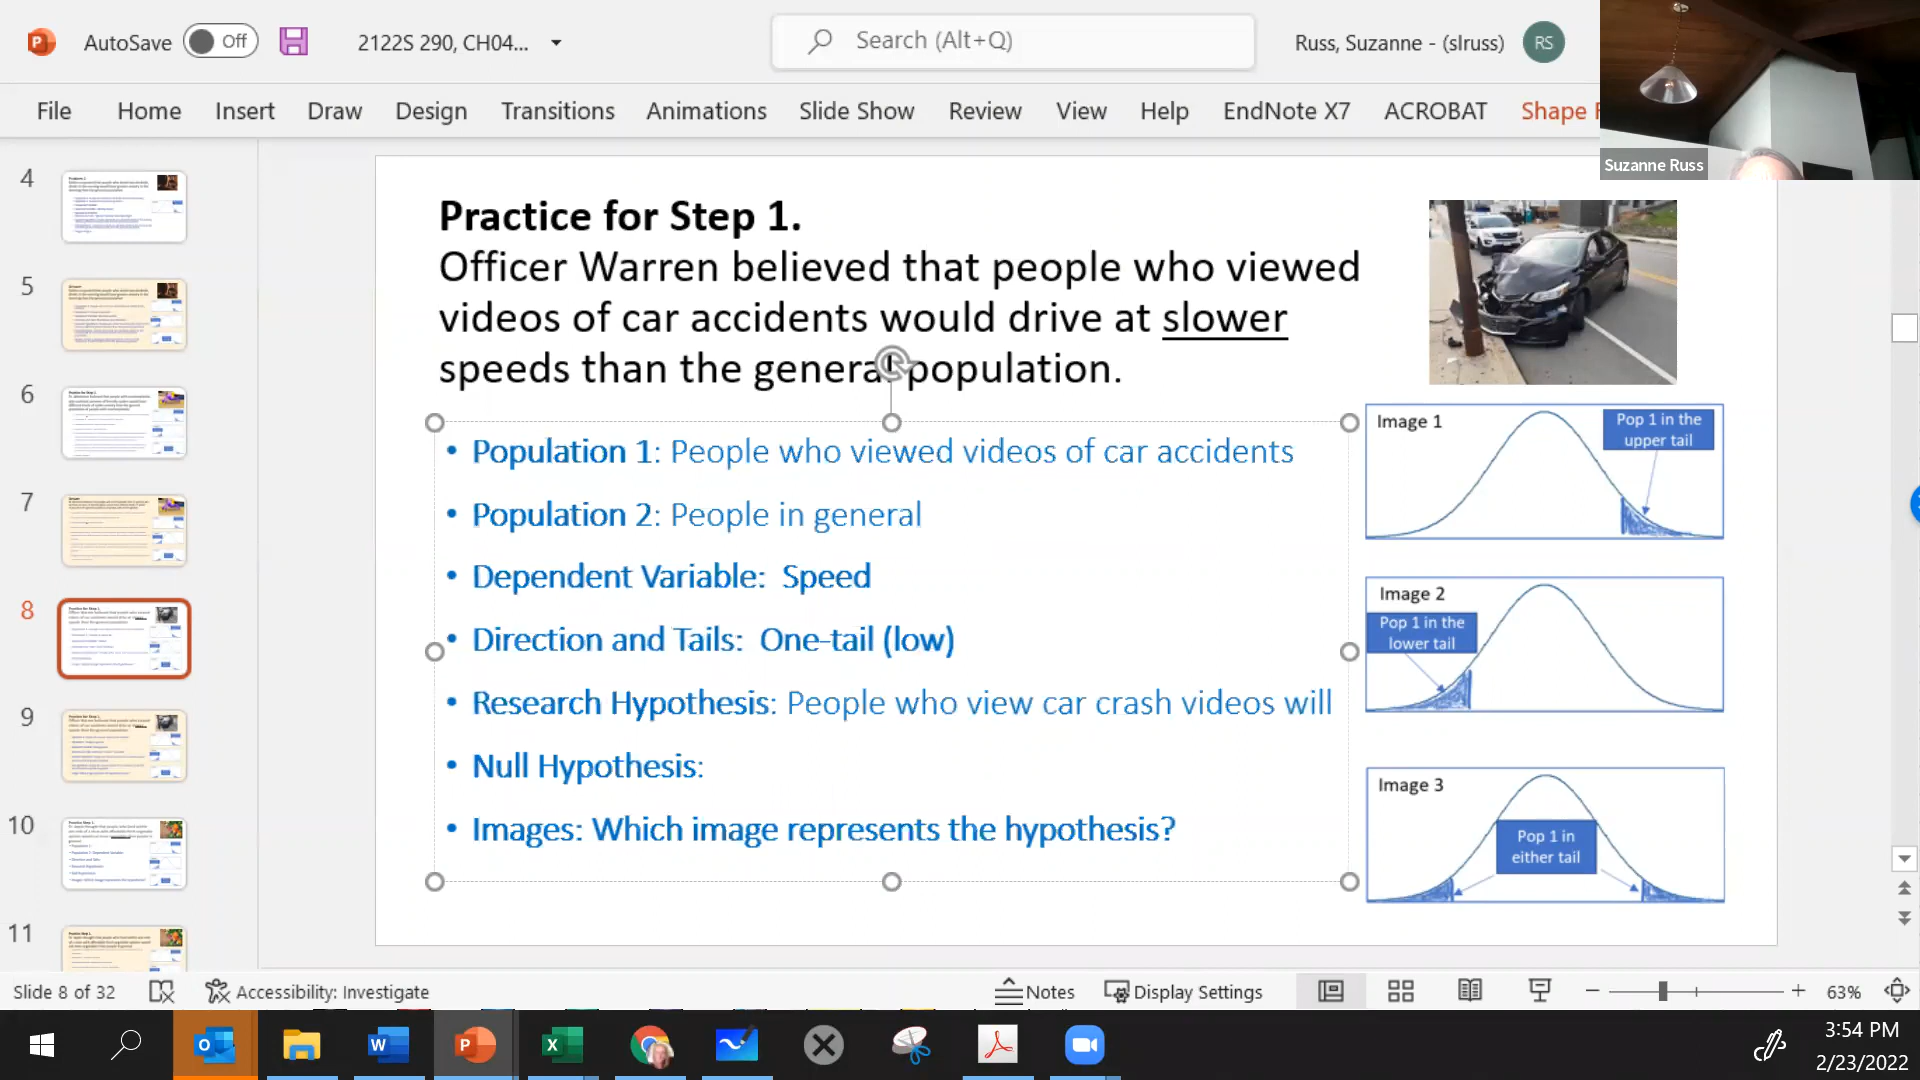 AutoSave
Off
2122S 290, CH04...
Search (Alt+Q)
Russ, Suzanne - (slruss)
RS
File
Home
Insert
Draw
Design
Transitions
Animations
Slide Show
Review
View
Help
EndNote X7
ACROBAT
Shape
Suzanne Russ
4
5
6
7
8
9
10
11
Practice for Step 1.
Officer Warren believed that people who viewed
videos of car accidents would drive at slower
speeds than the general population.
• Population 1: People who viewed videos of car accidents
• Population 2: People in general
• Dependent Variable: Speed
• Direction and Tails: One-tail (low)
• Research Hypothesis: People who view car crash videos will
• Null Hypothesis:
• Images: Which image represents the hypothesis?
Image 1
Pop 1 in the
upper tail
Image 2
Pop 1 in the
lower tail
Image 3
Pop 1 in
either tail
Slide 8 of 32
Accessibility: Investigate
Notes
Display Settings
63%
3:54 PM
2/23/2022